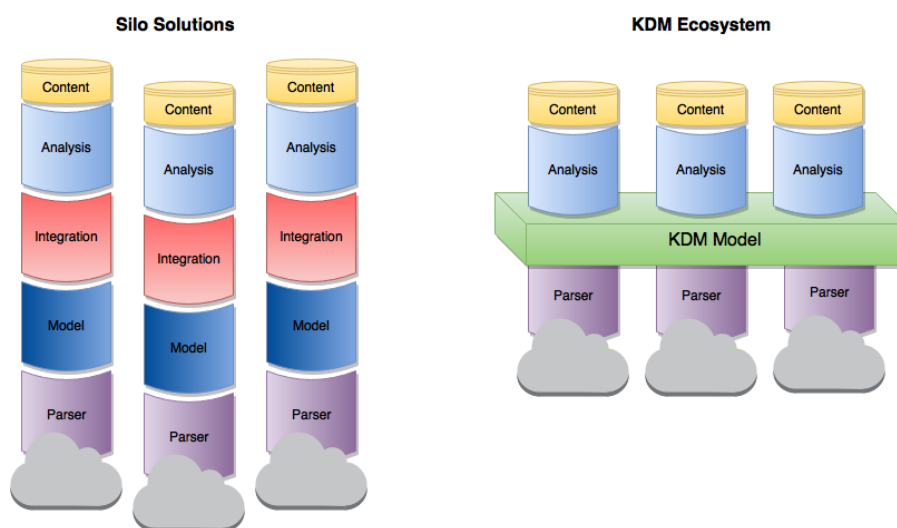 Silo Solutions
Content
Analysis
Integration
Model
Parser
Content
Analysis
Integration
Model
Parser
Content
Analysis
Integration
Model
Parser
KDM Ecosystem
Content
Content
Content
Analysis
Analysis
Analysis
KDM Model
Parser
Parser
Parser